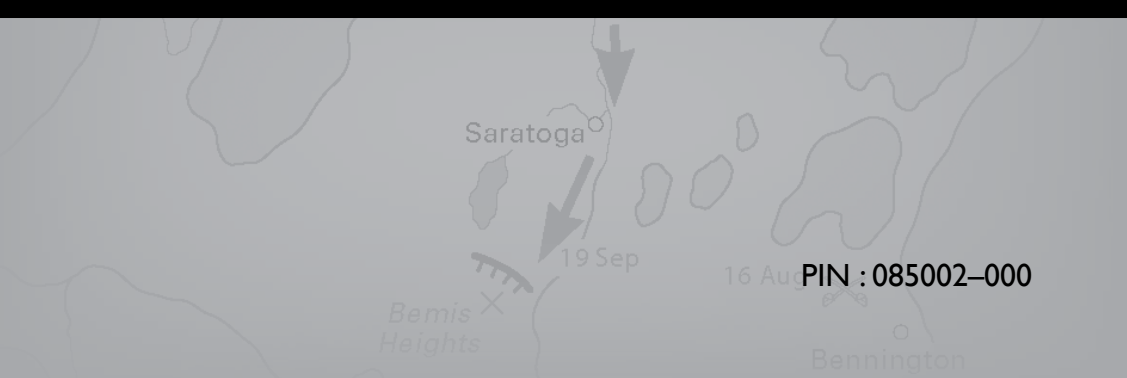 Saratoga
19 Sep
16 Aug
PIN : 085002–000
Bemis
Heights
Bennington